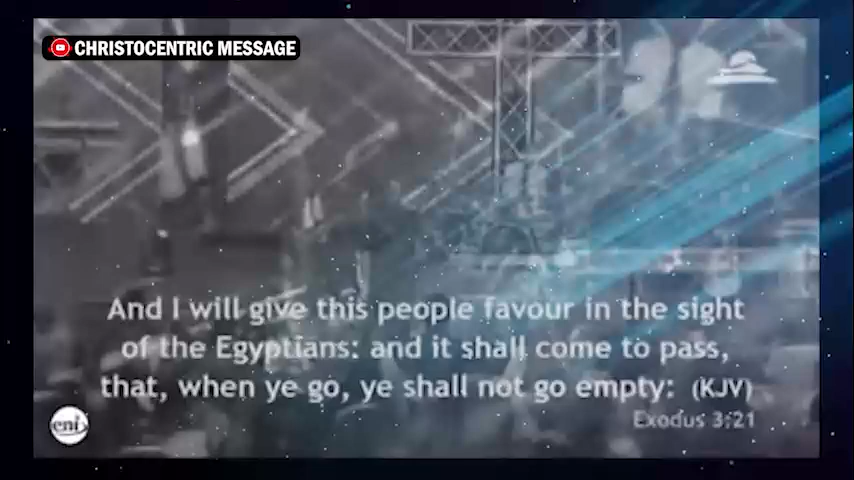 CHRISTOCENTRIC MESSAGE
And I will give this people favour in the sight
of the Egyptians: and it shall come to pass,
that, when ye go, ye shall not go empty: (KJV)
Exodus 3:21
eni